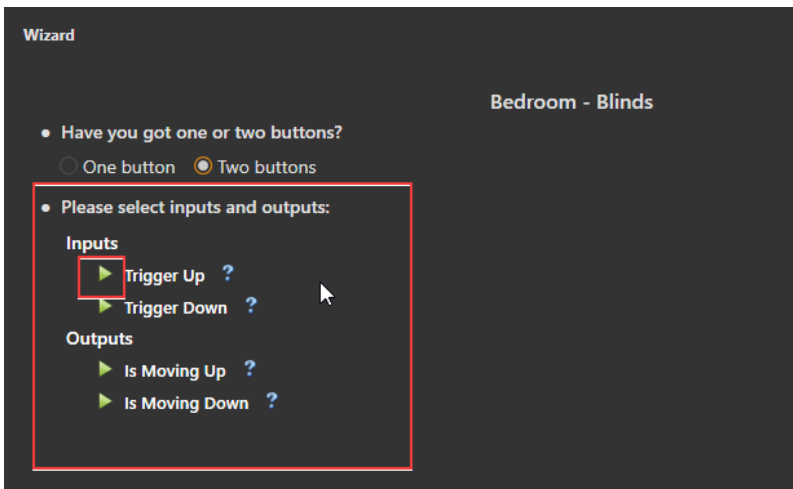 Wizard
Bedroom - Blinds
• Have you got one or two buttons?
One button Two buttons
• Please select inputs and outputs:
Inputs
Trigger Up ?
Trigger Down ?
Outputs
Is Moving Up ?
Is Moving Down ?